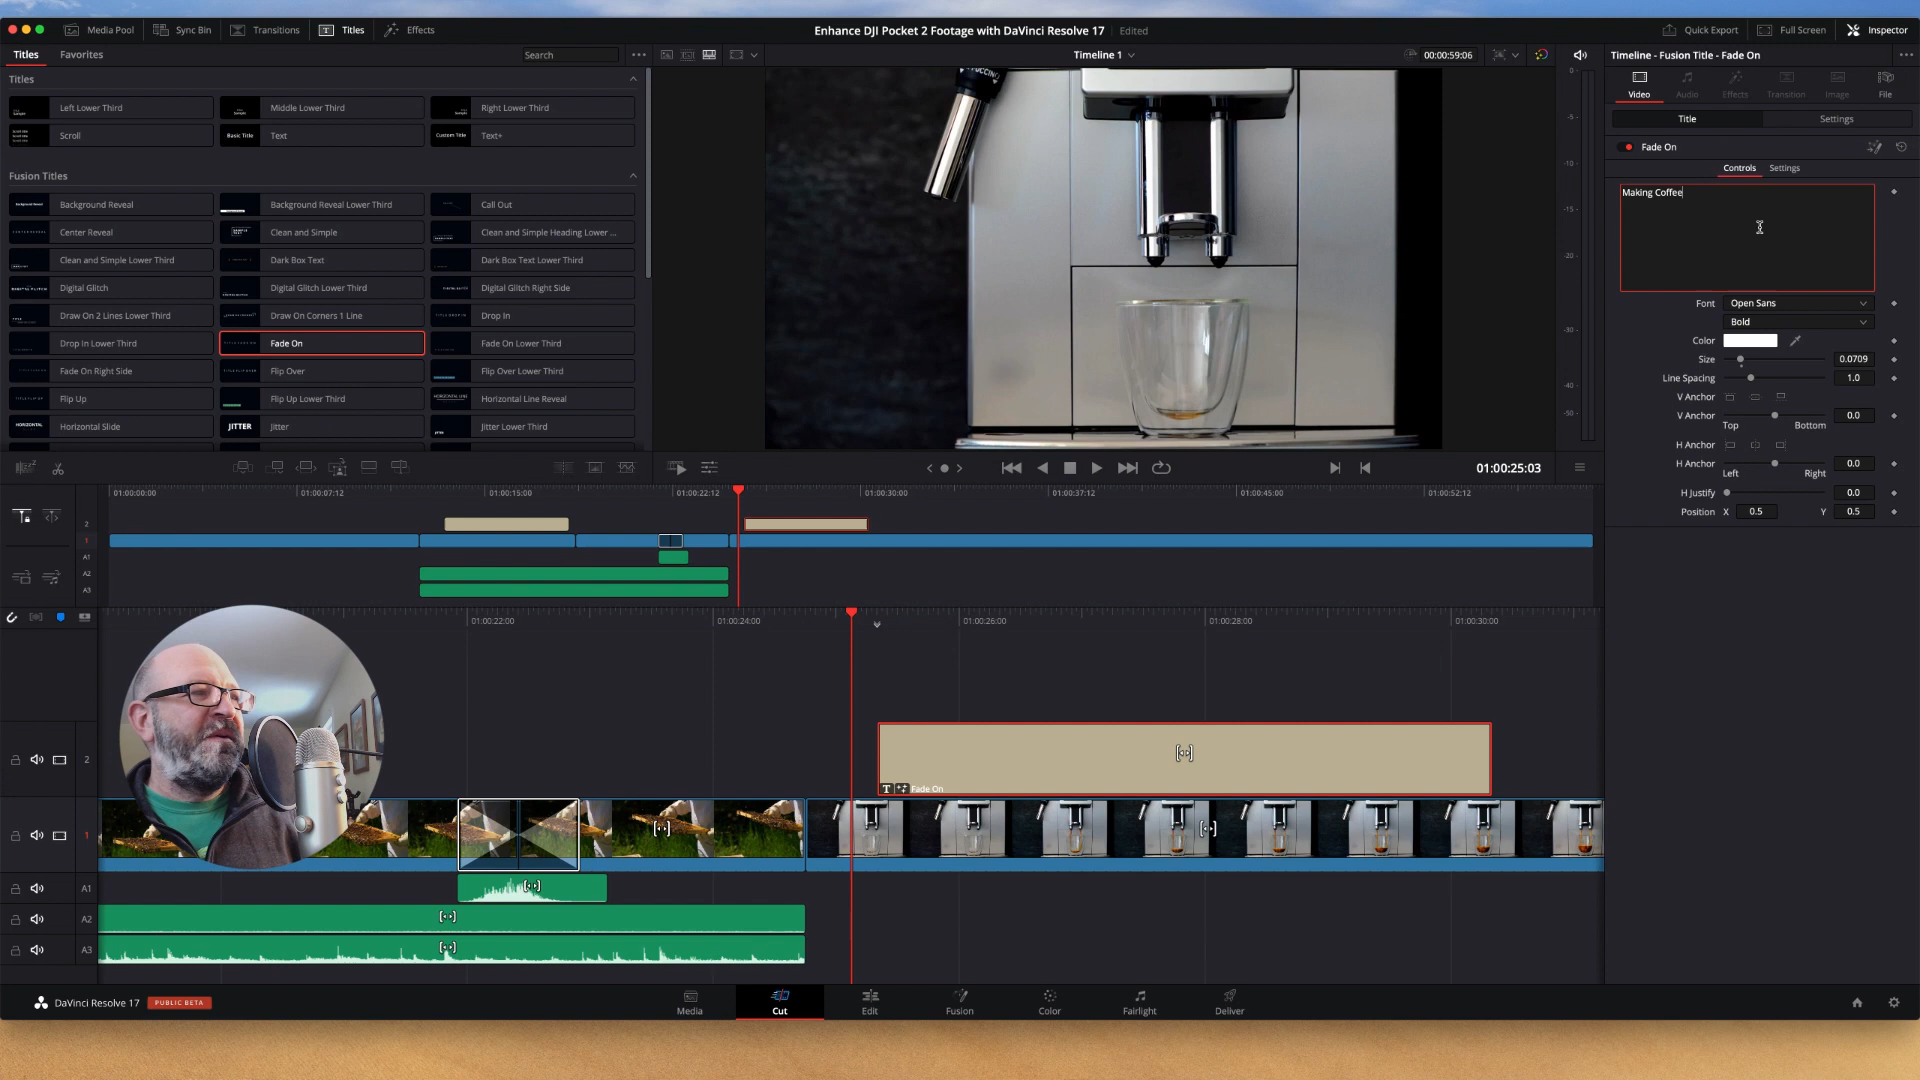 Media Pool Sync Bin Transitions Titles Effects
Enhance DJI Pocket 2 Footage with DaVinci Resolve 17 Edited
Quick Export Full Screen Inspector
Titles Favorites
Search
Timeline 1
00:00:59:06
Timeline - Fusion Title - Fade On
Titles
Left Lower Third
Middle Lower Third
Right Lower Third
Scroll
Basic Title Text
Custom Title Text+
Fusion Titles
Background Reveal
Background Reveal Lower Third
Call Out
Center Reveal
Clean and Simple
Clean and Simple Heading Lower ...
Clean and Simple Lower Third
Dark Box Text
Dark Box Text Lower Third
Digital Glitch
Digital Glitch Lower Third
Digital Glitch Right Side
Draw On 2 Lines Lower Third
Draw On Corners 1 Line
Drop In
Drop In Lower Third
Fade On
Fade On Lower Third
Fade On Right Side
Flip Over
Flip Over Lower Third
Flip Up
Flip Up Lower Third
Horizontal Line Reveal
HORIZONTAL Horizontal Slide
JITTER Jitter
Jitter Lower Third
0
-5
-10
-15
-20
-30
-40
-50
Video Audio Effects Transition Image File
Title Settings
Fade On
Controls Settings
Making Coffee
Font Open Sans
Bold
Color
Size 0.0709
Line Spacing 1.0
V Anchor
V Anchor 0.0
Top Bottom
H Anchor
H Anchor 0.0
Left Right
H Justify 0.0
Position X 0.5 Y 0.5
01:00:25:03
01:00:00:00 01:00:07:12 01:00:15:00 01:00:22:12 01:00:30:00 01:00:37:12 01:00:45:00 01:00:52:12
2
1
A1
A2
A3
01:00:22:00 01:00:24:00 01:00:26:00 01:00:28:00 01:00:30:00
2
T Fade On
1
A1
A2
A3
DaVinci Resolve 17 PUBLIC BETA
Media Cut Edit Fusion Color Fairlight Deliver